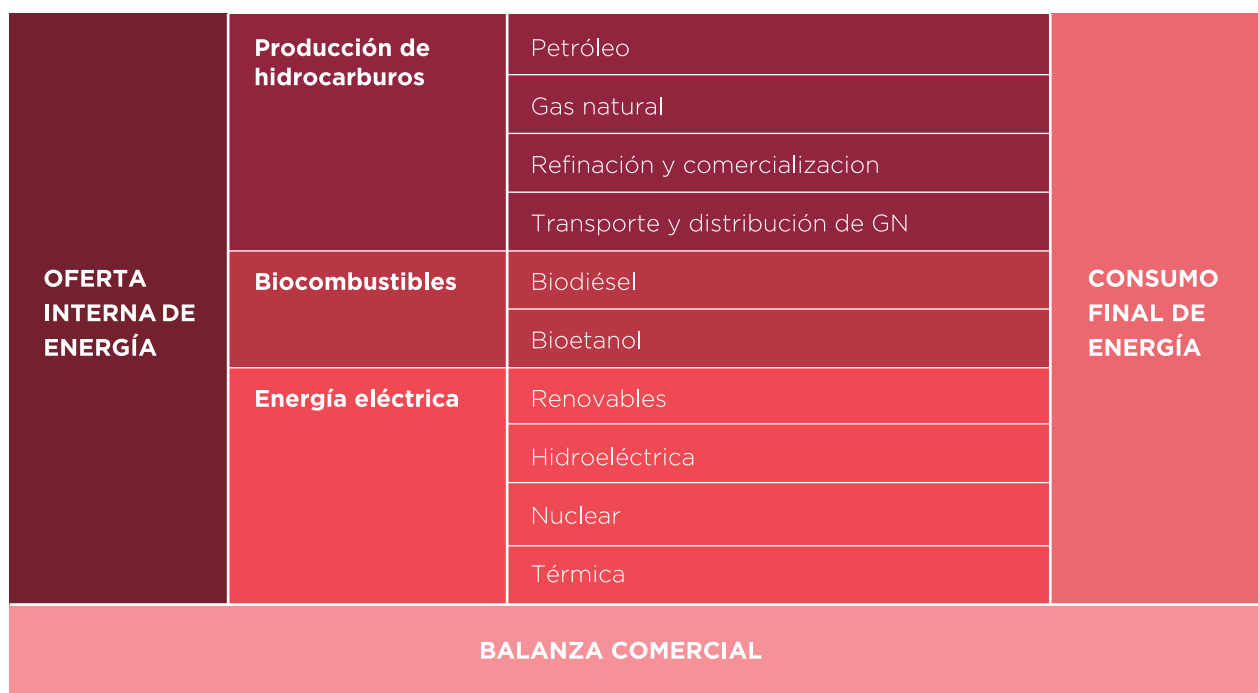 OFERTA
INTERNA DE
ENERGÍA
Producción de
hidrocarburos
Petróleo
Gas natural
Refinación y comercializacion
Transporte y distribución de GN
Biocombustibles
Biodiésel
Bioetanol
Energía eléctrica
Renovables
Hidroeléctrica
Nuclear
Térmica
CONSUMO
FINAL DE
ENERGÍA
BALANZA COMERCIAL